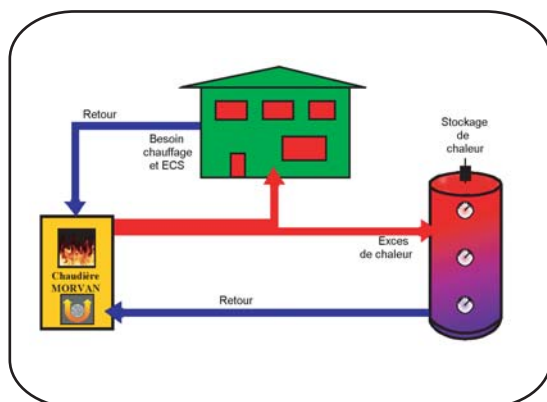 Retour
Besoin
chauffage
et ECS
Stockage
de
chaleur
Chaudière
MORVAN
Exces
de chaleur
Retour